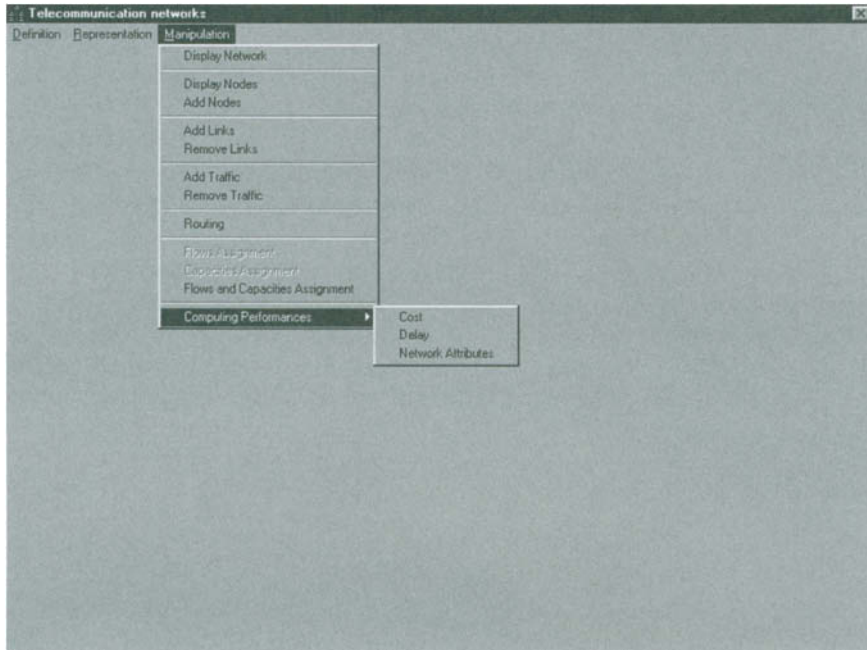 Telecommunication networks
Definition Representation Manipulation
Display Network
Display Nodes
Add Nodes
Add Links
Remove Links
Add Traffic
Remove Traffic
Routing
Flows Assignment
Capacities Assignment
Flows and Capacities Assignment
Computing Performances
Cost
Delay
Network Attributes